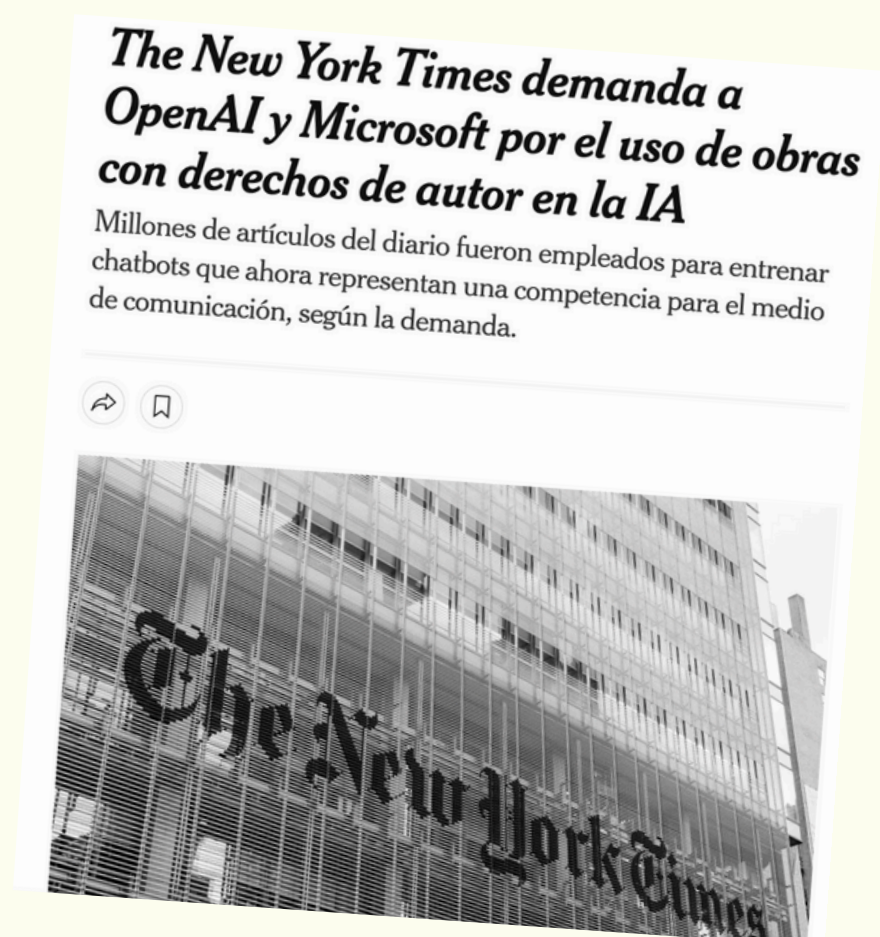 The New York Times demanda a
OpenAI y Microsoft por el uso de obras
con derechos de autor en la IA
Millones de artículos del diario fueron empleados para entrenar
chatbots que ahora representan una competencia para el medio
de comunicación, según la demanda.
The New York Times